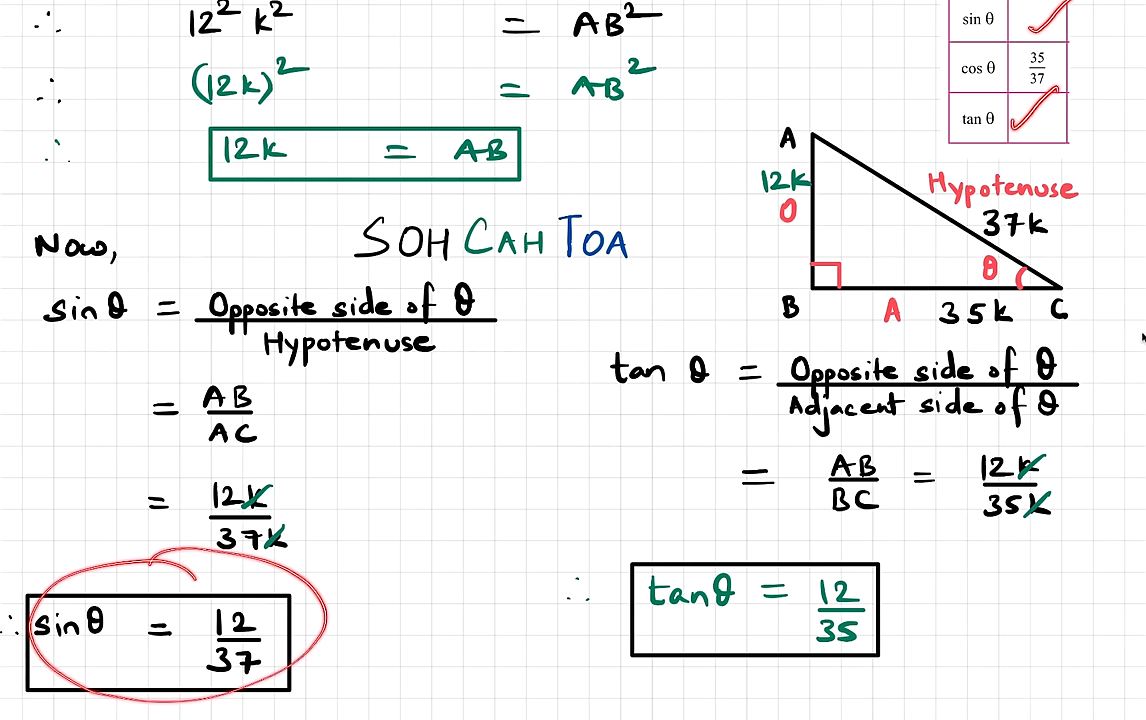 ∴ 12² k² = AB²
∴ (12k)² = AB²
∴ 12k = AB
sin θ
cos θ 35/37
tan θ
A
12k
O
Hypotenuse
37k
θ
B A 35k C
Now, SOH CAH TOA
sin θ = Opposite side of θ / Hypotenuse
= AB / AC
= 12k / 37k
∴ sin θ = 12 / 37
tan θ = Opposite side of θ / Adjacent side of θ
= AB / BC = 12k / 35k
∴ tan θ = 12 / 35